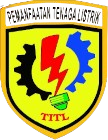 PEMANFAATAN TENAGA LISTRIK
TITL